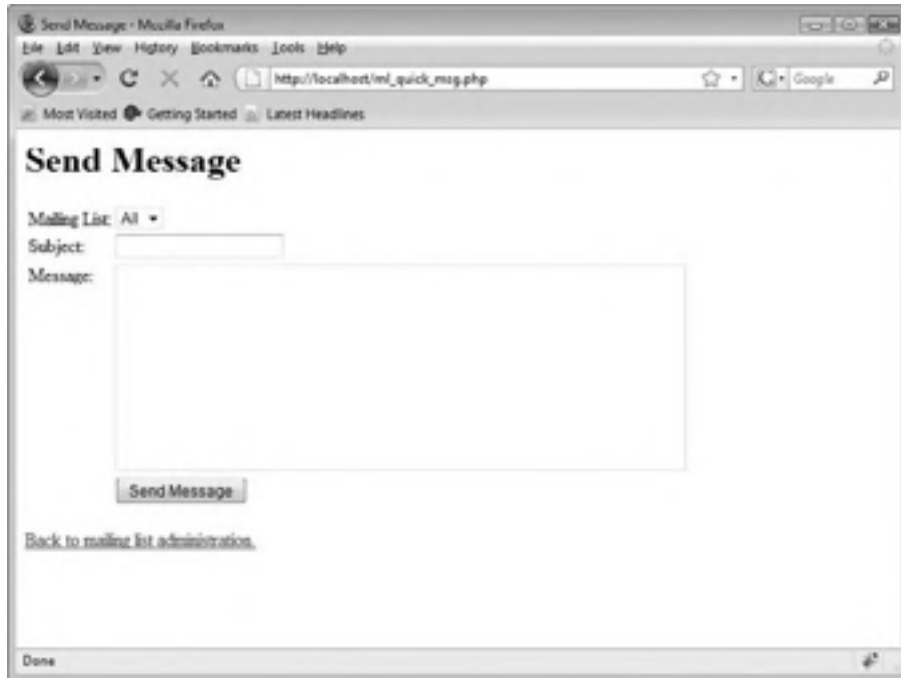 Send Message - Mozilla Firefox
File Edit View History Bookmarks Tools Help
http://localhost/ml_quick_msg.php
Google
Most Visited Getting Started Latest Headlines
Send Message
Mailing List: All
Subject:
Message:
Send Message
Back to mailing list administration.
Done